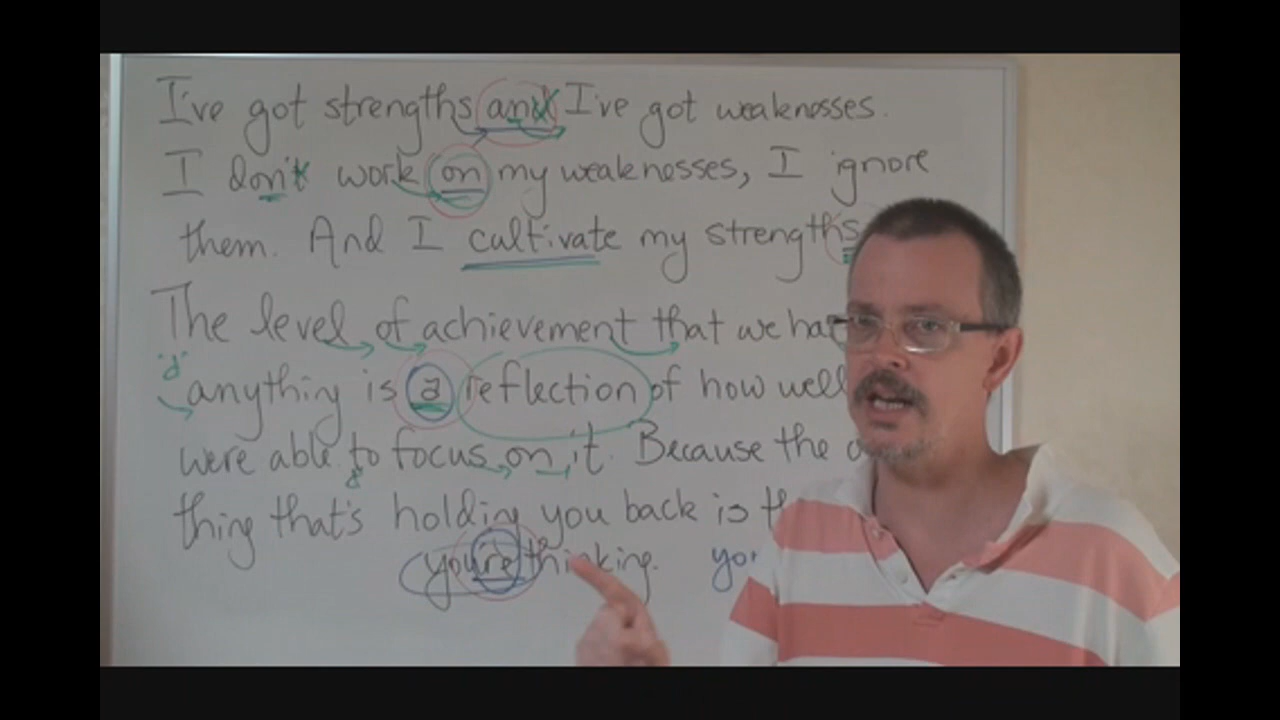 I've got strengths and I've got weaknesses.
I don't work on my weaknesses, I ignore
them. And I cultivate my strengths
The level of achievement that we
"d"
anything is a reflection of how well
were able to focus on it. Because the
d
thing that's holding you back is
you're thinking.